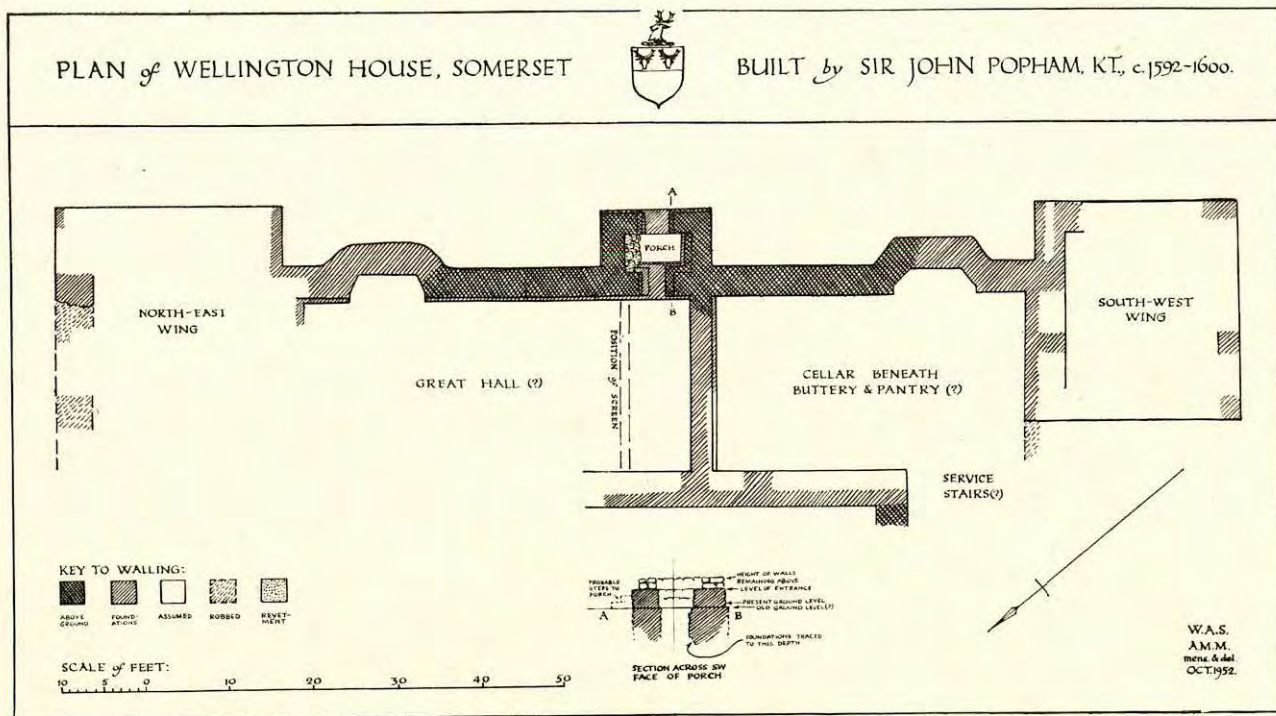 PLAN of WELLINGTON HOUSE, SOMERSET
BUILT by SIR JOHN POPHAM, KT., c.1592-1600.
A
PORCH
B
NORTH-EAST
WING
GREAT HALL (?)
POSITION of SCREEN
CELLAR BENEATH
BUTTERY & PANTRY (?)
SOUTH-WEST
WING
SERVICE
STAIRS(?)
KEY TO WALLING:
ABOVE
GROUND
FOUND-
ATIONS
ASSUMED
ROBBED
REVET-
MENT
SCALE of FEET:
10 5 0 10 20 30 40 50
PROBABLE
STEPS TO
PORCH
A
HEIGHT OF WALLS
REMAINING ABOVE
LEVEL OF ENTRANCE
PRESENT GROUND LEVEL
OLD GROUND LEVEL(?)
B
FOUNDATIONS TRACED
TO THIS DEPTH
SECTION ACROSS SW
FACE OF PORCH
W.A.S.
A.M.M.
mens. & del.
OCT.1952.